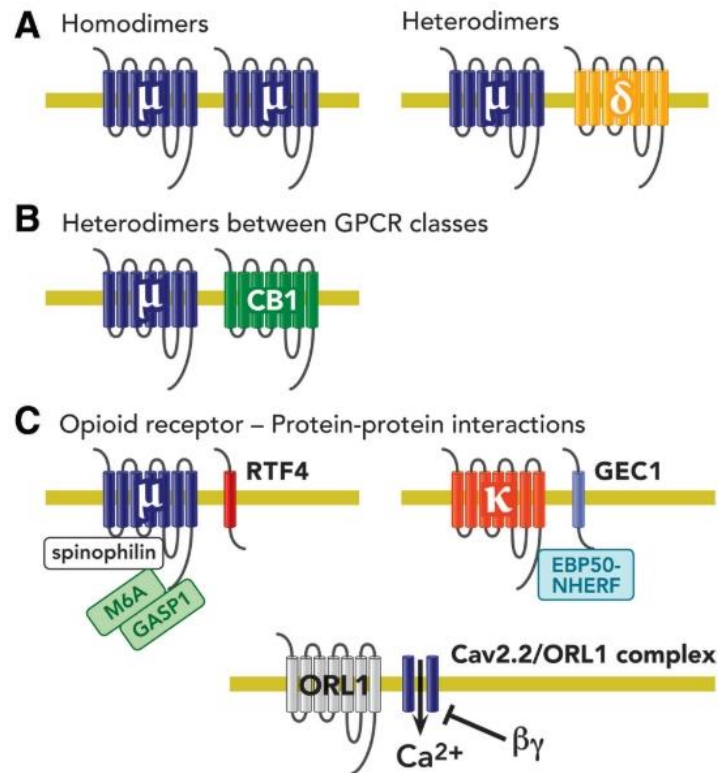 A Homodimers
Heterodimers
μ
μ
μ
δ
B Heterodimers between GPCR classes
μ
CB1
C Opioid receptor – Protein-protein interactions
RTF4
GEC1
μ
κ
spinophilin
EBP50-
NHERF
M6A
GASP1
Cav2.2/ORL1 complex
ORL1
βγ
Ca²⁺